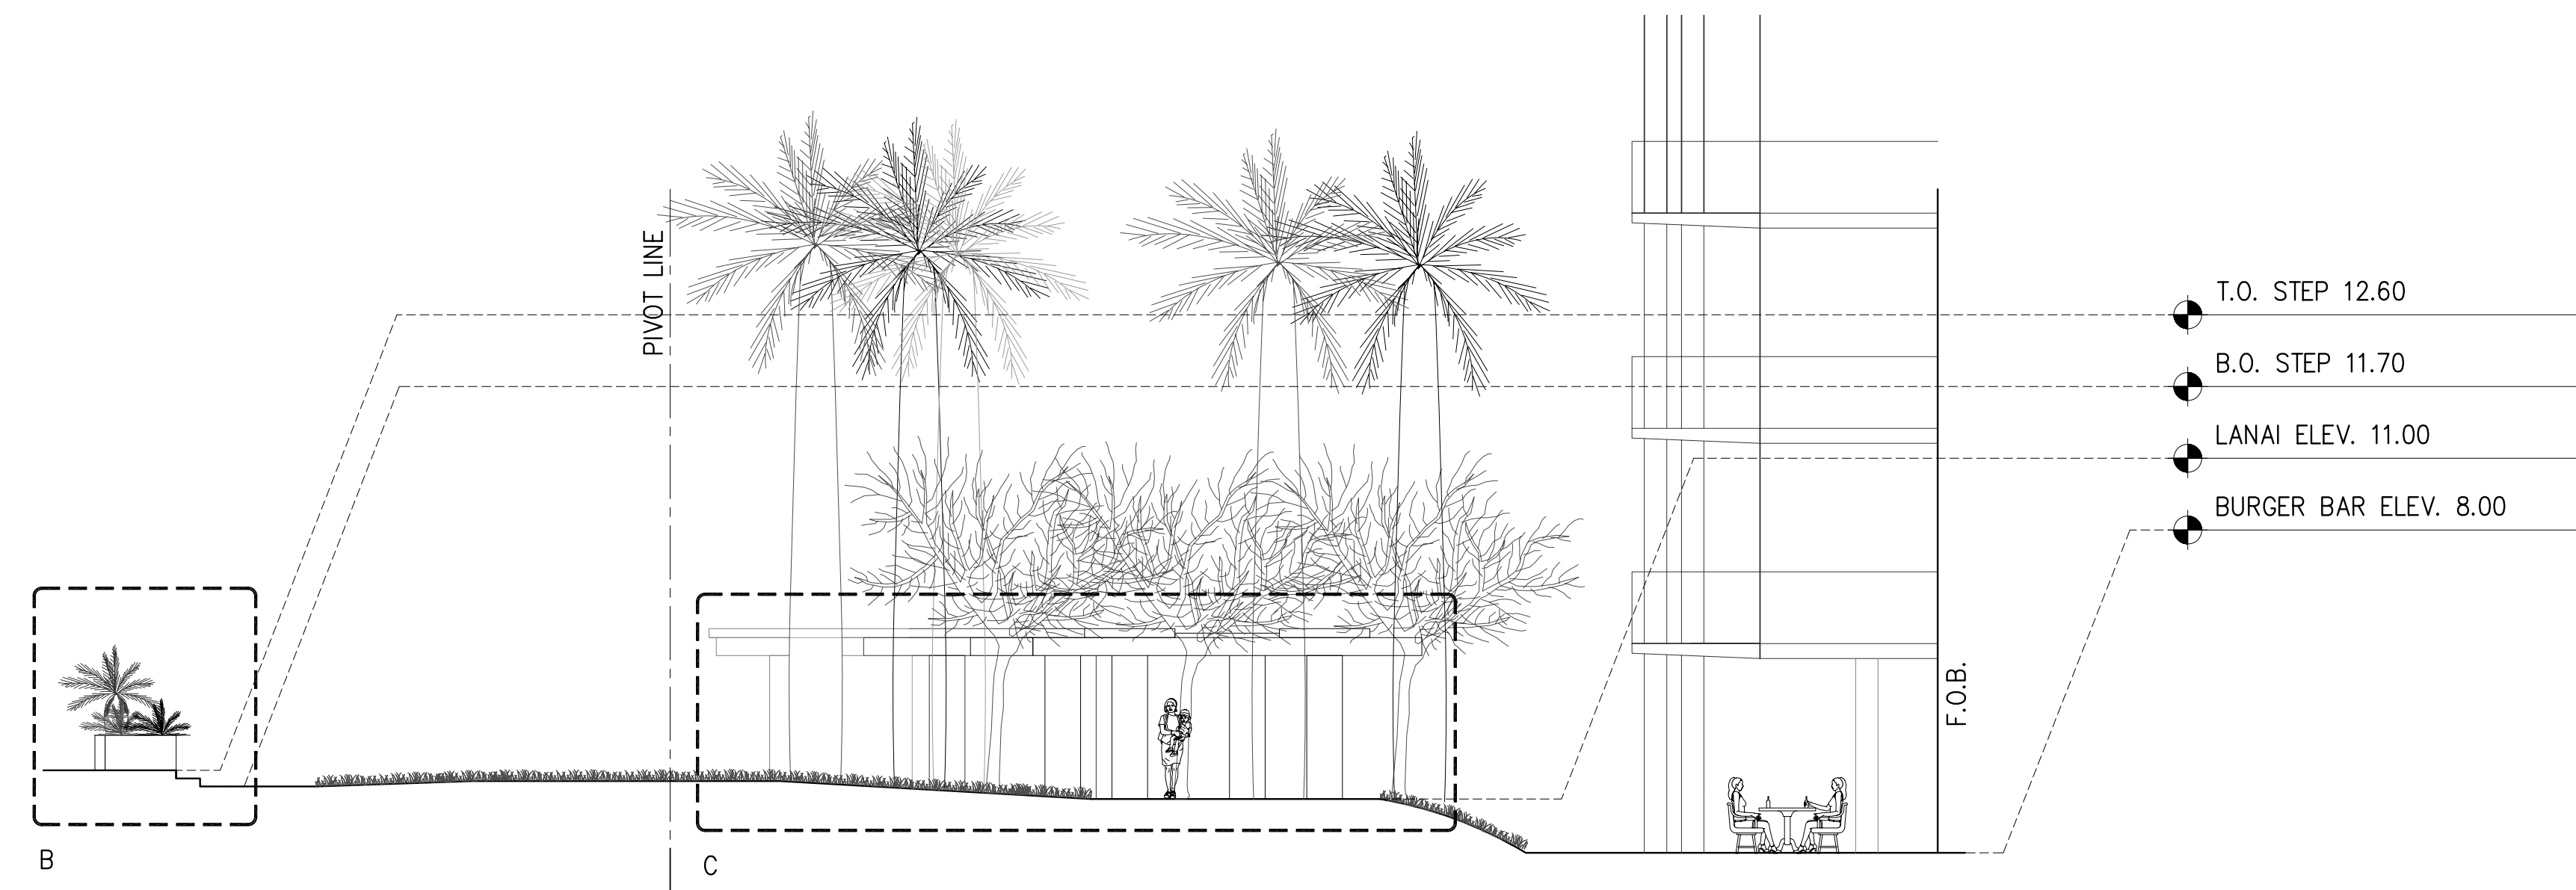 PIVOT LINE
T.O. STEP 12.60
B.O. STEP 11.70
LANAI ELEV. 11.00
BURGER BAR ELEV. 8.00
F.O.B.
B
C